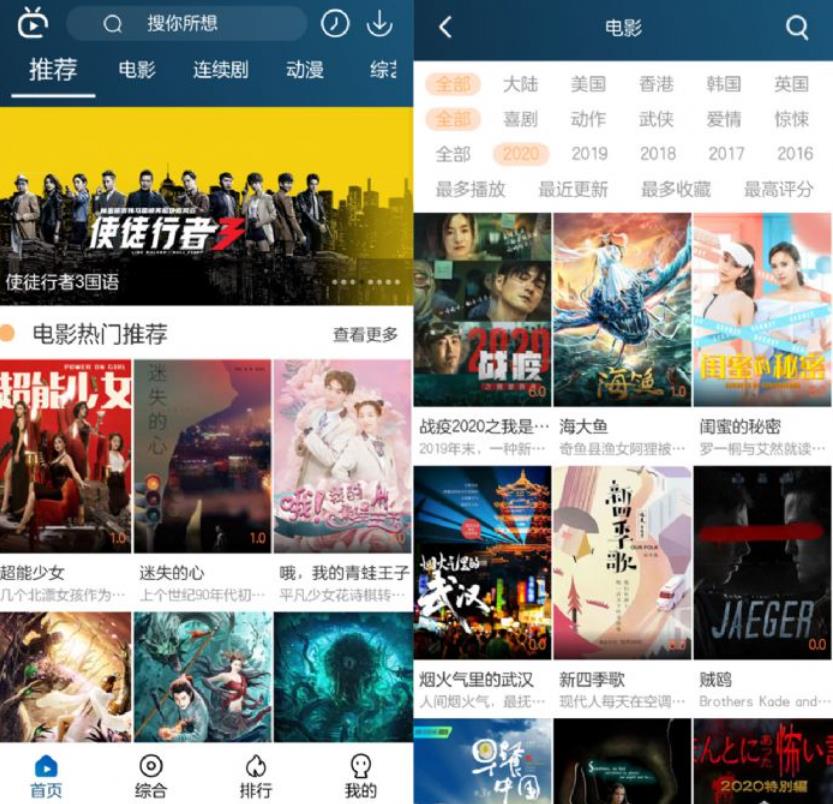 搜你所想
推荐 电影 连续剧 动漫 综
使徒行者3
使徒行者3国语
电影热门推荐 查看更多
POWER ON GIRL
超能少女
迷失的心
哦!我的青蛙王子
1.0 1.0 1.0
超能少女 迷失的心 哦，我的青蛙王子
几个北漂女孩作为… 上个世纪90年代初… 平凡少女花诗棋转…
首页 综合 排行 我的
电影
全部 大陆 美国 香港 韩国 英国
全部 喜剧 动作 武侠 爱情 惊悚
全部 2020 2019 2018 2017 2016
最多播放 最近更新 最多收藏 最高评分
2020
战疫
海渔
闺蜜的秘密
6.0 1.0
战疫2020之我是… 海大鱼 闺蜜的秘密
2019年末，一种新… 奇鱼县渔女阿狸被… 罗一桐与艾然就读…
烟火气里的
武汉
新四季歌
OUR FOLK
JAEGER
8.0 0.0
烟火气里的武汉 新四季歌 贼鸥
人间烟火气，最抚… 现代人每天在空调… Brothers Kade and…
早餐
中国
ほんとにあった怖い話
2020特別編